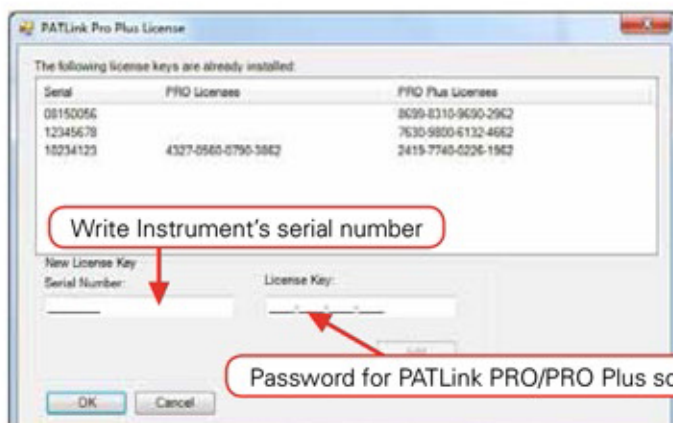 PATLink Pro Plus License
The following license keys are already installed:
Serial PRO Licenses PRO Plus Licenses
08150056 8699-8310-9690-2962
12345678 7630-9800-6132-4662
10234123 4327-0560-0790-3862 2419-7740-0226-1962
Write Instrument's serial number
New License Key
Serial Number: License Key:
Password for PATLink PRO/PRO Plus
OK Cancel